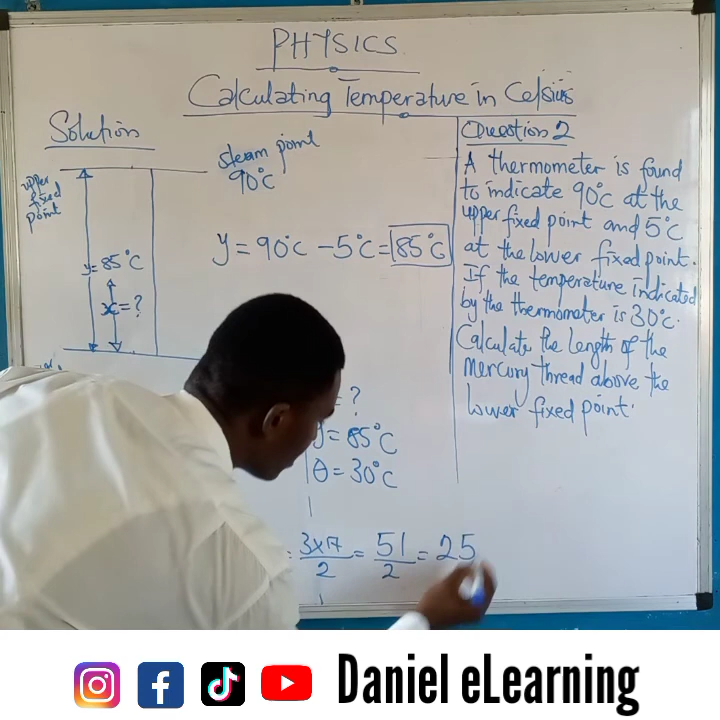 PHYSICS
Calculating Temperature in Celsius
Solution
steam point
90°C
upper
fixed
point
y = 85°C
x = ?
y = 90°C - 5°C = 85°C
= ?
y = 85°C
θ = 30°C
= 3x17/2 = 51/2 = 25
Question 2
A thermometer is found
to indicate 90°C at the
upper fixed point and 5°C
at the lower fixed point.
If the temperature indicated
by the thermometer is 30°C.
Calculate the length of the
mercury thread above the
lower fixed point.
Daniel eLearning